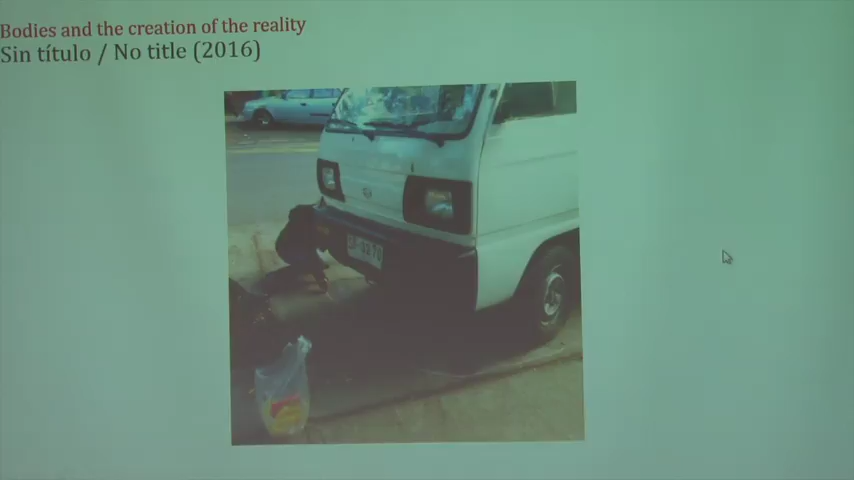 Bodies and the creation of the reality
Sin título / No title (2016)